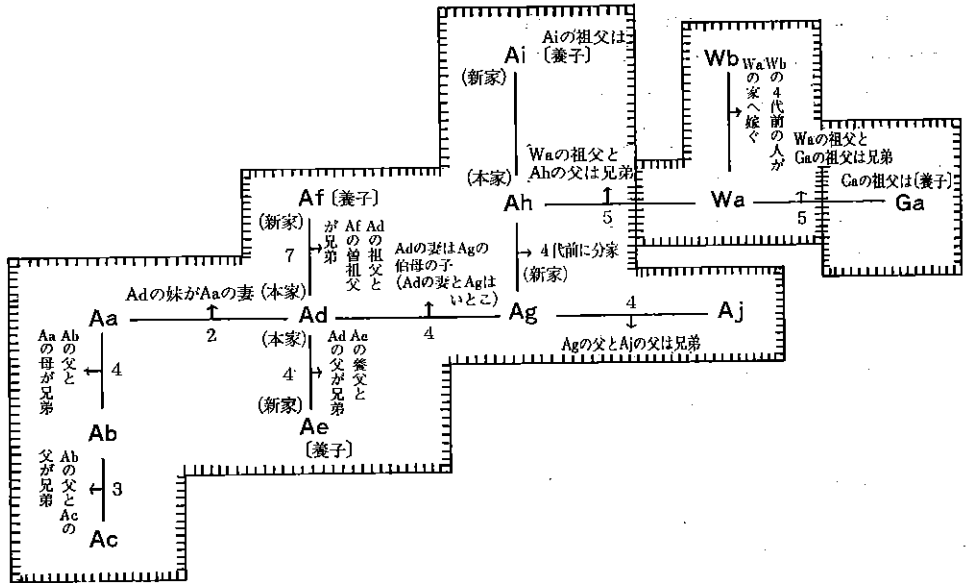 Aiの祖父は
〔養子〕
Ai
(新家)
Wb
Wbの4代前の人が
Waの家へ嫁ぐ
Waの祖父と
Ahの父は兄弟
(本家)
Ah
5
Wa
Waの祖父と
Gaの祖父は兄弟
5
Gaの祖父は〔養子〕
Ga
Af〔養子〕
(新家)
7
Adの祖父と
Afの曽祖父
が兄弟
Adの妻はAgの
伯母の子
(Adの妻とAgは
いとこ)
4代前に分家
(新家)
Adの妹がAaの妻
(本家)
Aa
2
Ad
4
Ag
4
Aj
Agの父とAjの父は兄弟
(本家)
4
Aeの養父と
Adの父が兄弟
(新家)
Ae
〔養子〕
Abの父と
Aaの母が兄弟
4
Ab
Abの父とAcの
父が兄弟
3
Ac